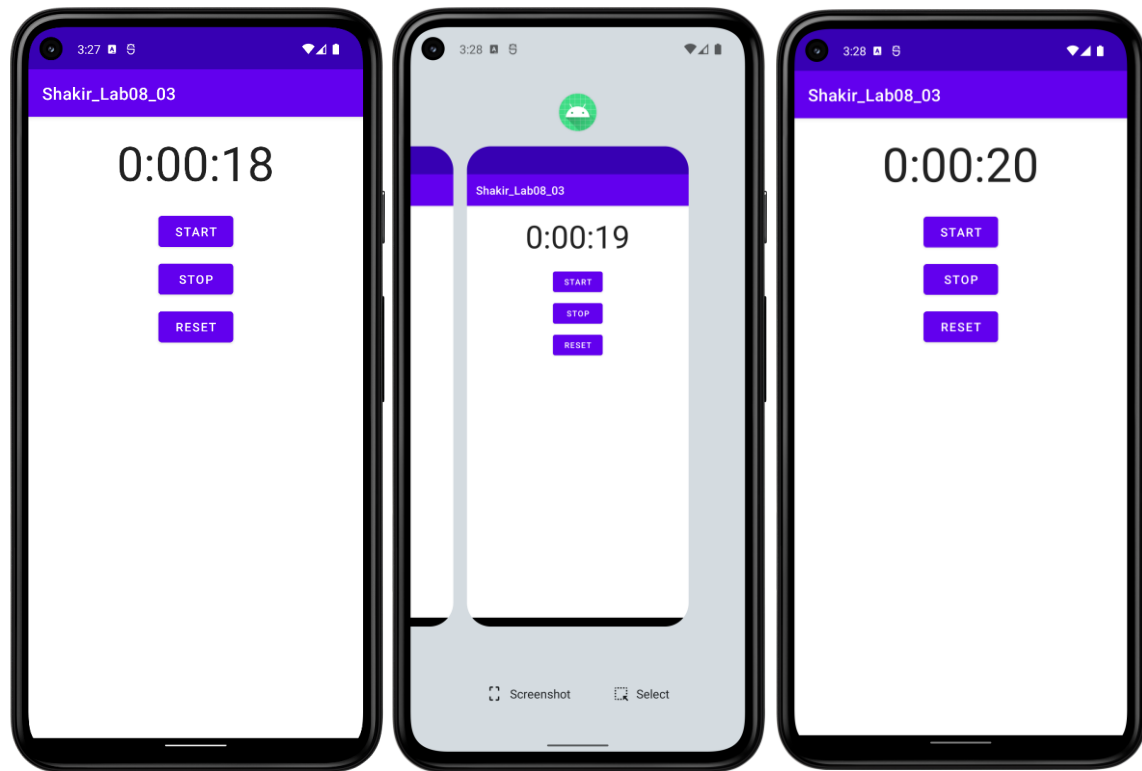 3:27
Shakir_Lab08_03
0:00:18
START
STOP
RESET
3:28
Shakir_Lab08_03
0:00:19
START
STOP
RESET
Screenshot
Select
3:28
Shakir_Lab08_03
0:00:20
START
STOP
RESET